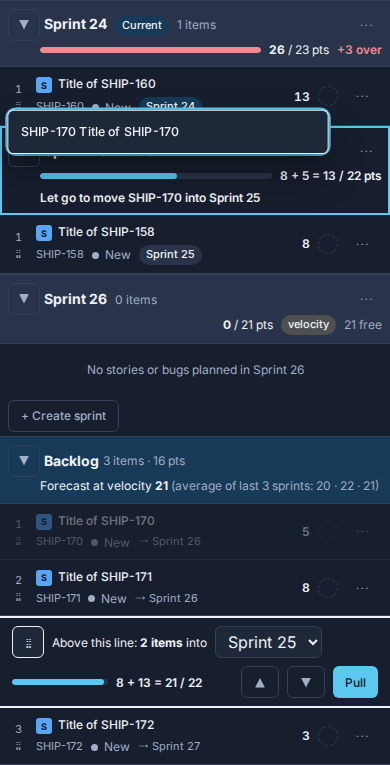 ▼ Sprint 24 Current 1 items ...
26 / 23 pts +3 over
1 S Title of SHIP-160
SHIP-160 New Sprint 24 13 ...
SHIP-170 Title of SHIP-170
8 + 5 = 13 / 22 pts
Let go to move SHIP-170 into Sprint 25
1 S Title of SHIP-158
SHIP-158 New Sprint 25 8 ...
▼ Sprint 26 0 items ...
0 / 21 pts velocity 21 free
No stories or bugs planned in Sprint 26
+ Create sprint
▼ Backlog 3 items · 16 pts
Forecast at velocity 21 (average of last 3 sprints: 20 · 22 · 21)
1 S Title of SHIP-170
SHIP-170 New → Sprint 26 5 ...
2 S Title of SHIP-171
SHIP-171 New → Sprint 26 8 ...
Above this line: 2 items into Sprint 25
8 + 13 = 21 / 22 ▲ ▼ Pull
3 S Title of SHIP-172
SHIP-172 New → Sprint 27 3 ...